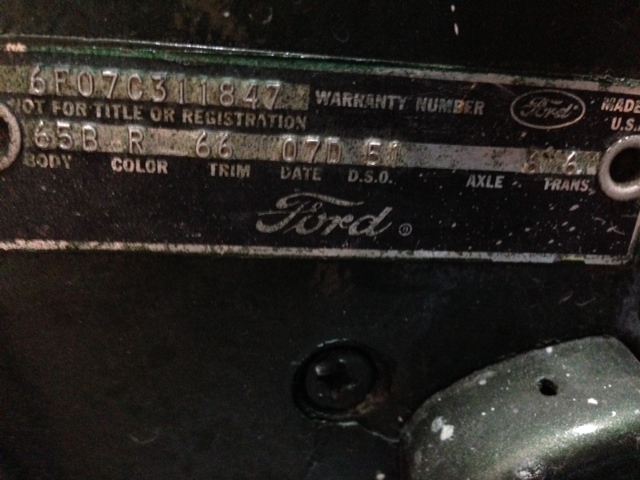 6F07C311847 WARRANTY NUMBER Ford MADE
NOT FOR TITLE OR REGISTRATION U.S.
65B R 66 07D 51 6
BODY COLOR TRIM DATE D.S.O. AXLE TRANS.
Ford ®